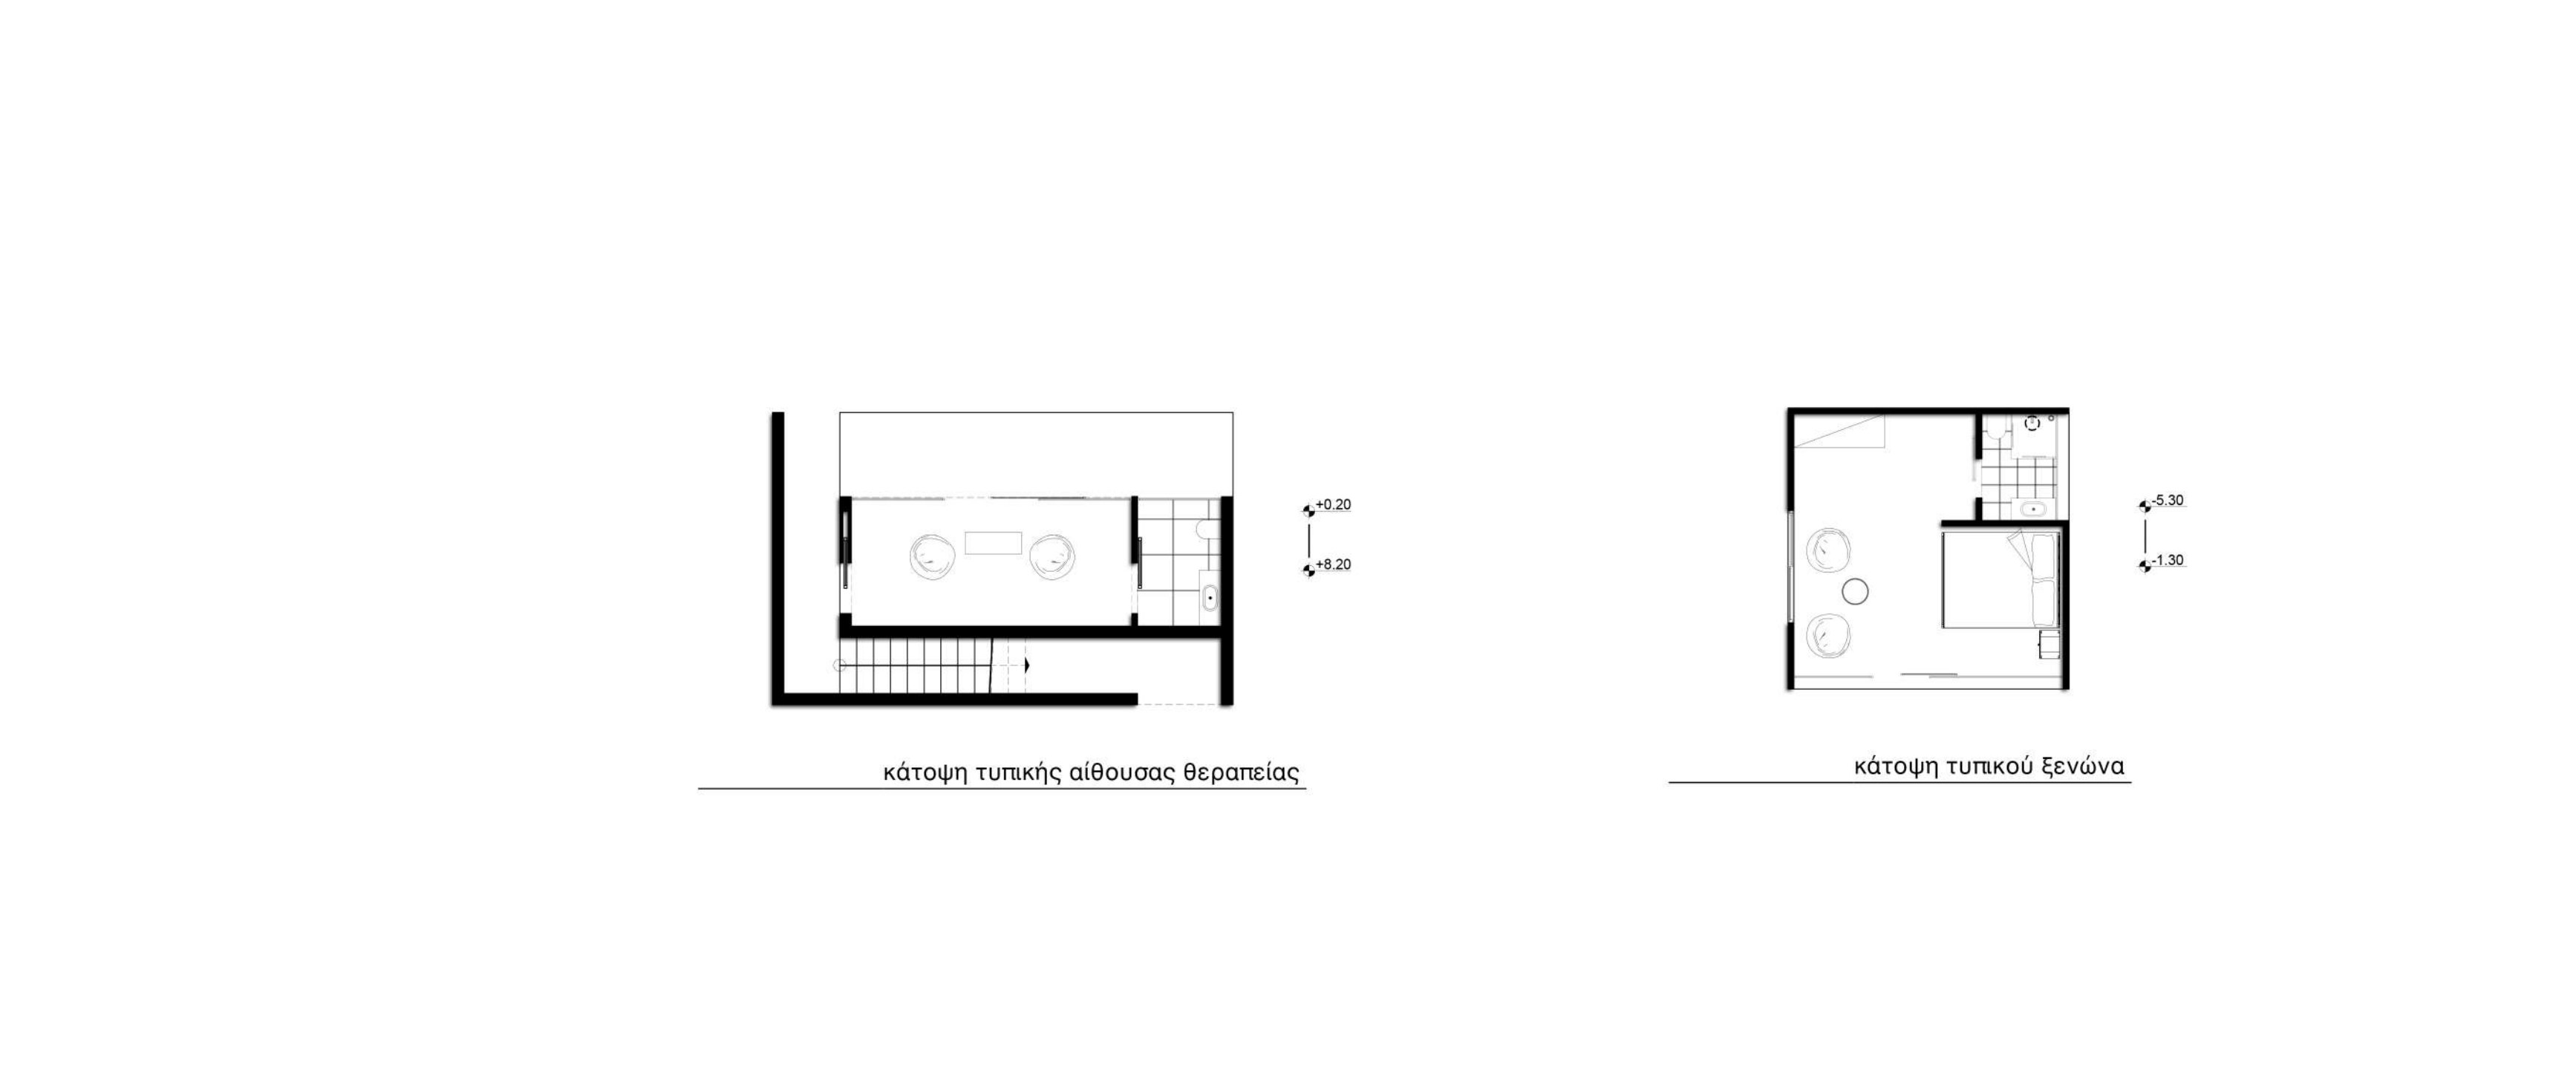 +0.20
+8.20
κάτοψη τυπικής αίθουσας θεραπείας
-5.30
-1.30
κάτοψη τυπικού ξενώνα